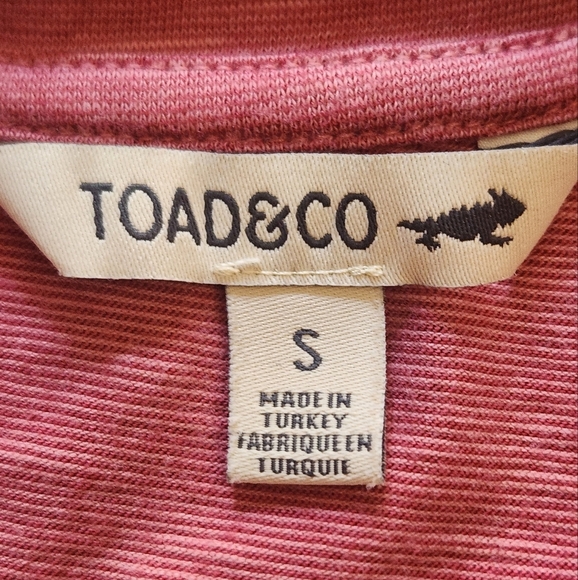 TOAD&CO
S
MADE IN
TURKEY
FABRIQUE EN
TURQUIE